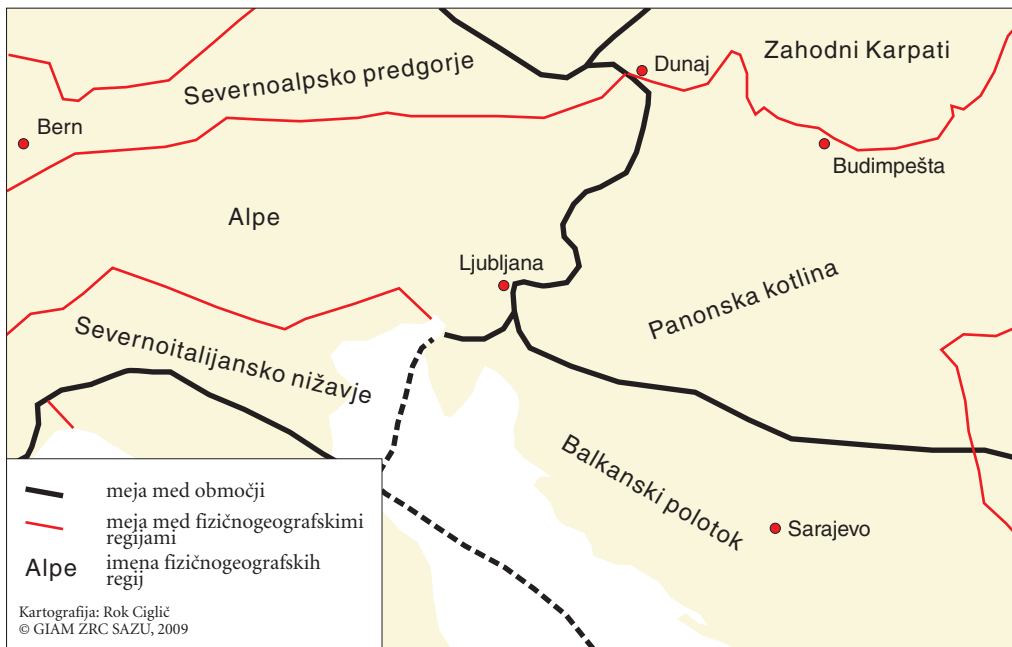 Zahodni Karpati
Severnoalpsko predgorje
Dunaj
Bern
Budimpešta
Alpe
Ljubljana
Panonska kotlina
Severnoitalijansko nižavje
Balkanski polotok
Sarajevo
meja med območji
meja med fizičnogeografskimi
regijami
Alpe
imena fizičnogeografskih
regij
Kartografija: Rok Ciglič
© GIAM ZRC SAZU, 2009